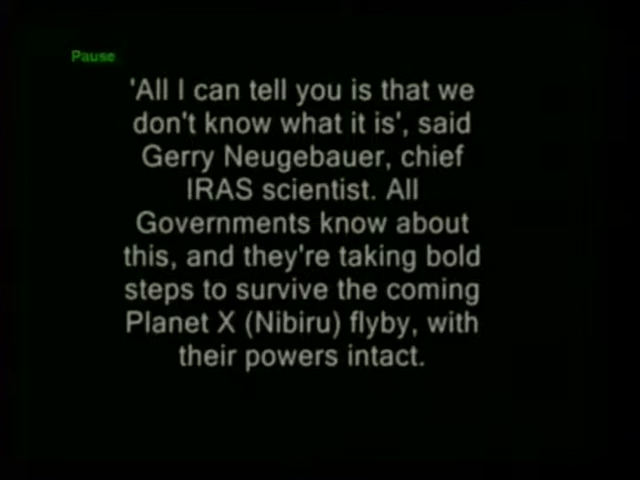 Pause
'All I can tell you is that we
don't know what it is', said
Gerry Neugebauer, chief
IRAS scientist. All
Governments know about
this, and they're taking bold
steps to survive the coming
Planet X (Nibiru) flyby, with
their powers intact.